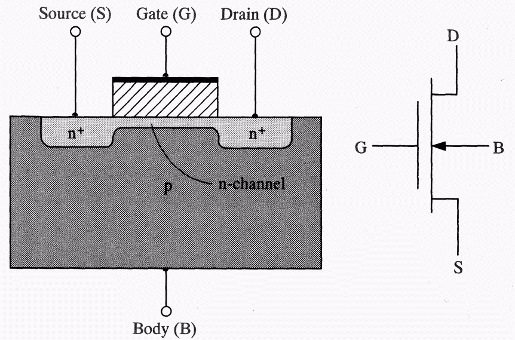 Source (S) Gate (G) Drain (D)
n+ n+
p
n-channel
Body (B)
D
G
B
S